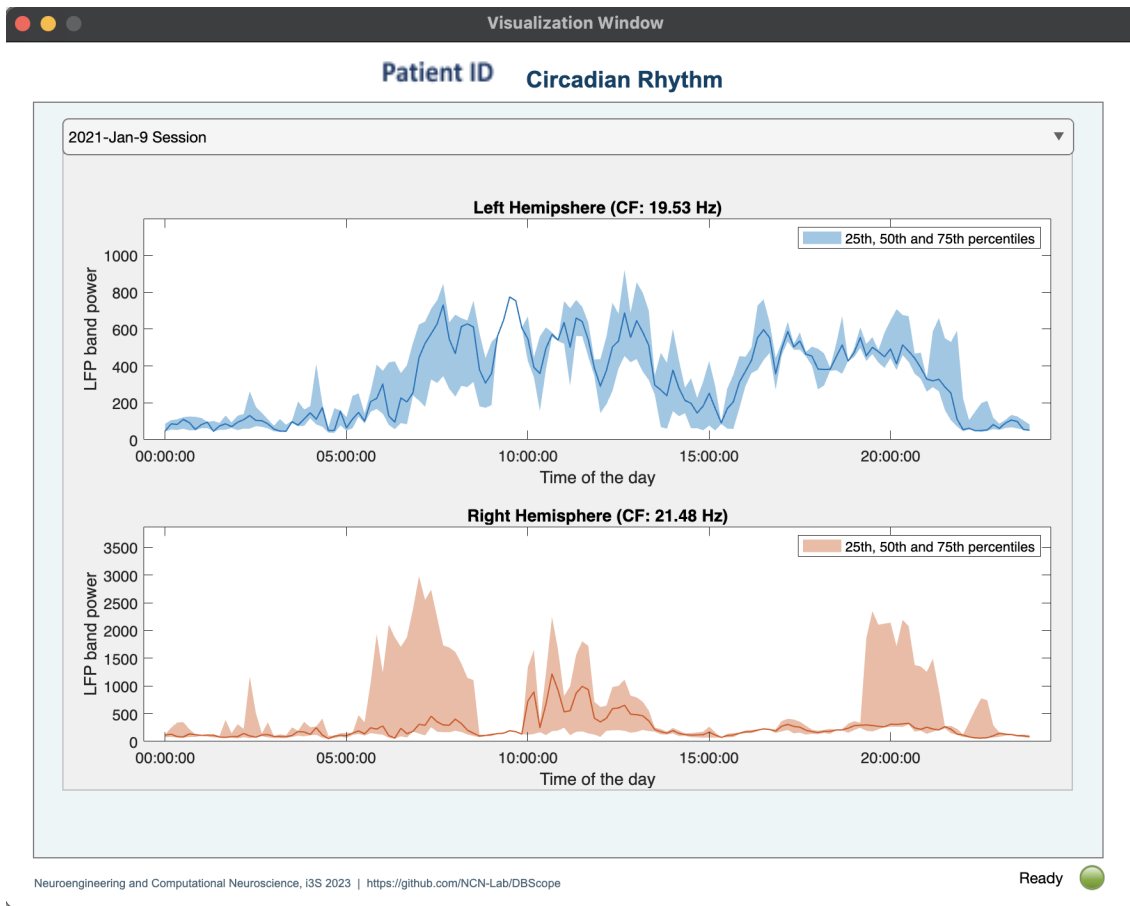 Visualization Window
Patient ID Circadian Rhythm
2021-Jan-9 Session
Left Hemipshere (CF: 19.53 Hz)
25th, 50th and 75th percentiles
LFP band power
1000
800
600
400
200
0
00:00:00 05:00:00 10:00:00 15:00:00 20:00:00
Time of the day
Right Hemisphere (CF: 21.48 Hz)
25th, 50th and 75th percentiles
LFP band power
3500
3000
2500
2000
1500
1000
500
0
00:00:00 05:00:00 10:00:00 15:00:00 20:00:00
Time of the day
Neuroengineering and Computational Neuroscience, i3S 2023 | https://github.com/NCN-Lab/DBScope
Ready